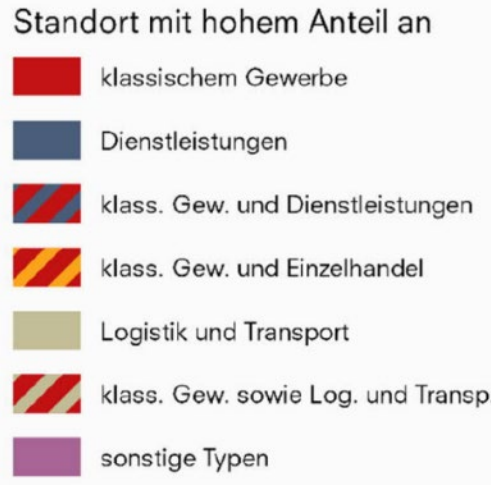 Standort mit hohem Anteil an
klassischem Gewerbe
Dienstleistungen
klass. Gew. und Dienstleistungen
klass. Gew. und Einzelhandel
Logistik und Transport
klass. Gew. sowie Log. und Transp.
sonstige Typen